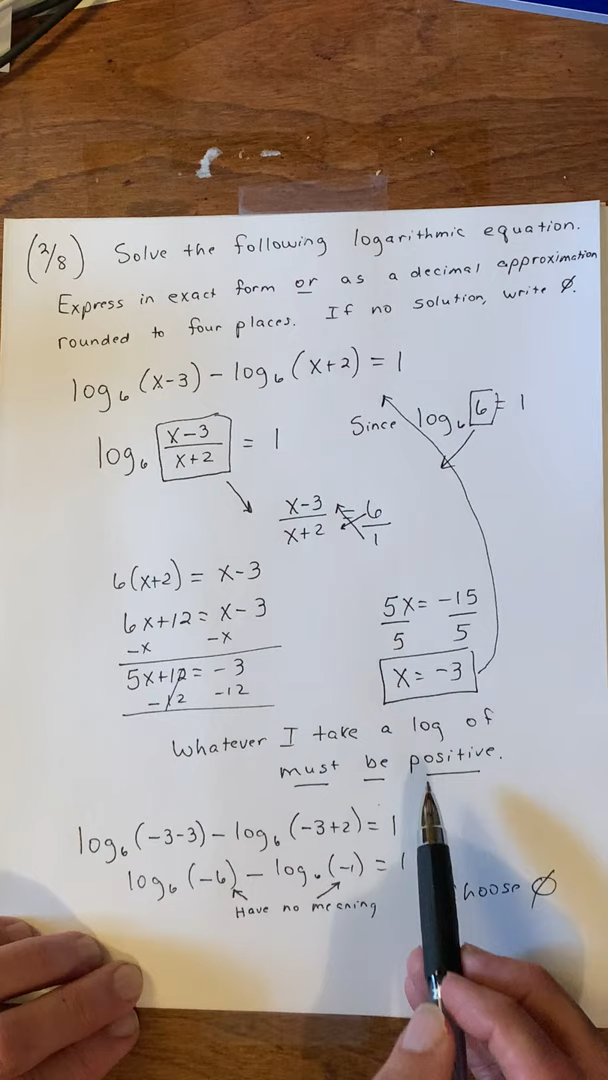 (2/8) Solve the following logarithmic equation.
Express in exact form or as a decimal approximation
rounded to four places. If no solution, write ∅.
log₆(x-3) - log₆(x+2) = 1
log₆ (x-3)/(x+2) = 1
Since log₆ 6 = 1
(x-3)/(x+2) = 6/1
6(x+2) = x-3
6x+12 = x-3
-x -x
5x+12 = -3
-12 -12
5x = -15
5 5
x = -3
Whatever I take a log of
must be positive.
log₆(-3-3) - log₆(-3+2) = 1
log₆(-6) - log₆(-1) = 1
Have no meaning
∅